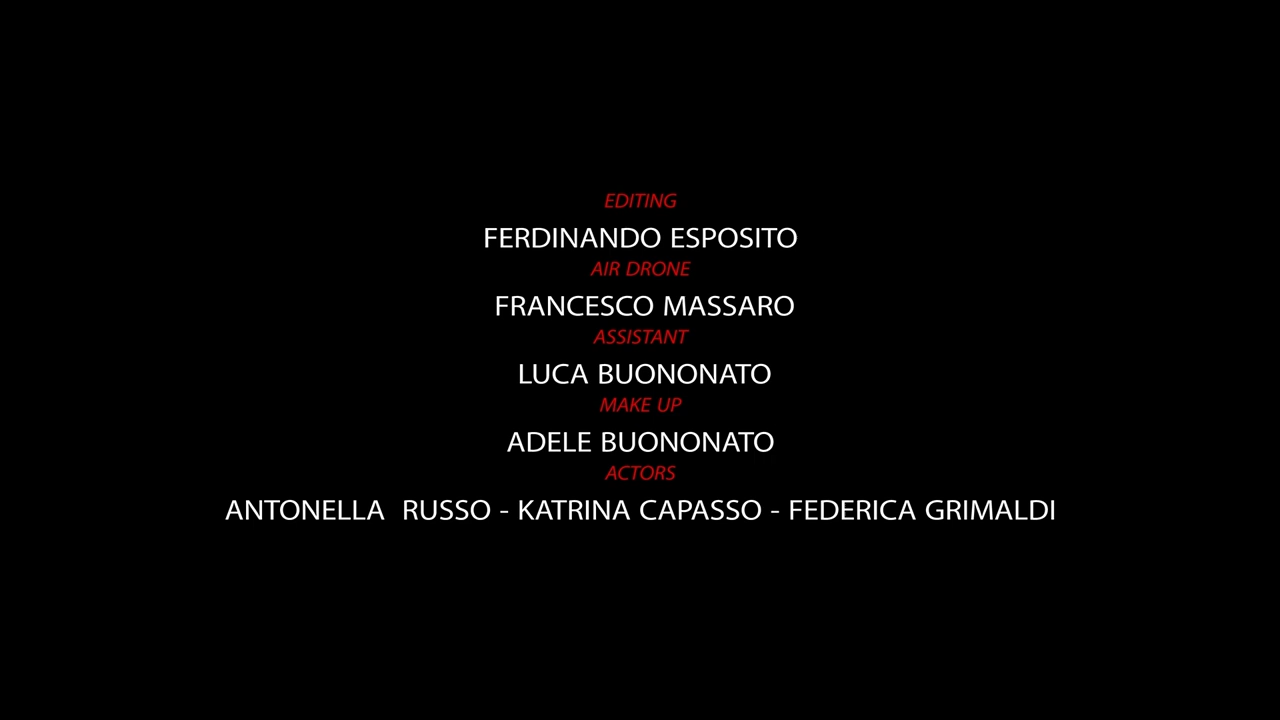 EDITING
FERDINANDO ESPOSITO
AIR DRONE
FRANCESCO MASSARO
ASSISTANT
LUCA BUONONATO
MAKE UP
ADELE BUONONATO
ACTORS
ANTONELLA  RUSSO - KATRINA CAPASSO - FEDERICA GRIMALDI